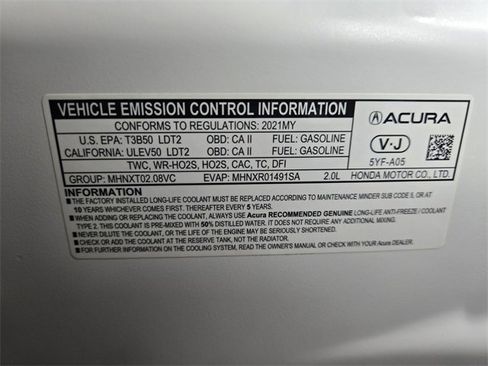 VEHICLE EMISSION CONTROL INFORMATION
CONFORMS TO REGULATIONS: 2021MY
U.S. EPA: T3B50 LDT2 OBD: CA II FUEL: GASOLINE
CALIFORNIA: ULEV50 LDT2 OBD: CA II FUEL: GASOLINE
TWC, WR-HO2S, HO2S, CAC, TC, DFI
GROUP: MHNXT02.08VC EVAP: MHNXR01491SA 2.0L
ACURA
V·J
5YF-A05
HONDA MOTOR CO., LTD.
INFORMATION
■ THE FACTORY INSTALLED LONG-LIFE COOLANT MUST BE REPLACED ACCORDING TO MAINTENANCE MINDER SUB CODE 5, OR AT
10 YEARS WHICHEVER COMES FIRST. THEREAFTER REPLACE EVERY 5 YEARS.
■ WHEN ADDING OR REPLACING COOLANT, ALWAYS USE Acura RECOMMENDED GENUINE LONG-LIFE ANTI-FREEZE / COOLANT
TYPE 2. THIS COOLANT IS PRE-MIXED WITH 50% DISTILLED WATER. IT DOES NOT REQUIRE ANY ADDITIONAL MIXING.
■ NEVER DILUTE THE COOLANT, OR THE LIFE OF THE ENGINE MAY BE SERIOUSLY SHORTENED.
■ CHECK OR ADD COOLANT AT THE RESERVE TANK, NOT THE RADIATOR.
■ FOR FURTHER INFORMATION ON THE COOLING SYSTEM, READ THE OWNER'S MANUAL OR CHECK WITH YOUR Acura DEALER.